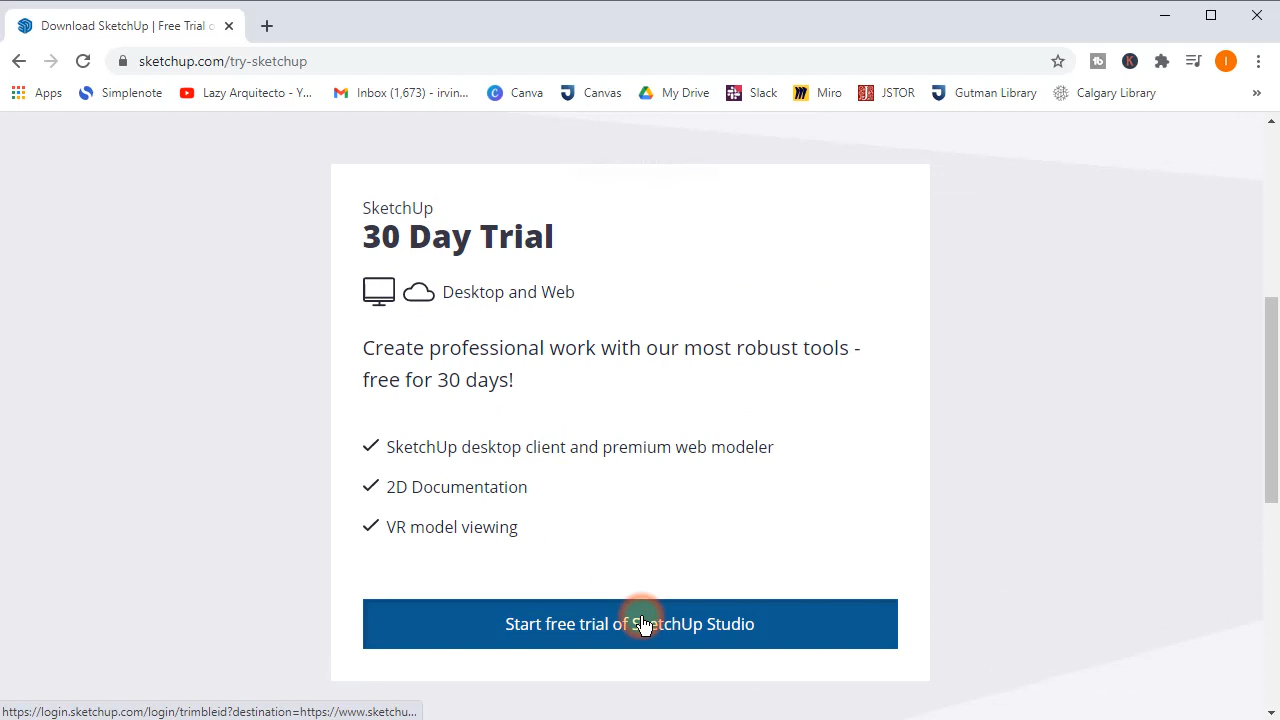 Download SketchUp | Free Trial o
sketchup.com/try-sketchup
Apps Simplenote Lazy Arquitecto - Y... Inbox (1,673) - irvin... Canva Canvas My Drive Slack Miro JSTOR Gutman Library Calgary Library »
SketchUp
30 Day Trial
Desktop and Web
Create professional work with our most robust tools -
free for 30 days!
SketchUp desktop client and premium web modeler
2D Documentation
VR model viewing
Start free trial of SketchUp Studio
https://login.sketchup.com/login/trimbleid?destination=https://www.sketchu...